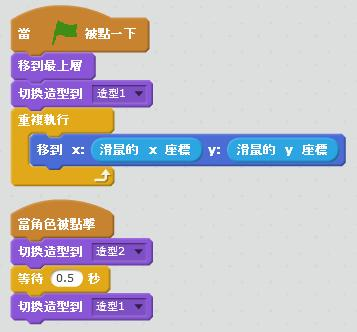 當 被點一下
移到最上層
切換造型到 造型1
重複執行
移到 x: 滑鼠的 x 座標 y: 滑鼠的 y 座標
當角色被點擊
切換造型到 造型2
等待 0.5 秒
切換造型到 造型1